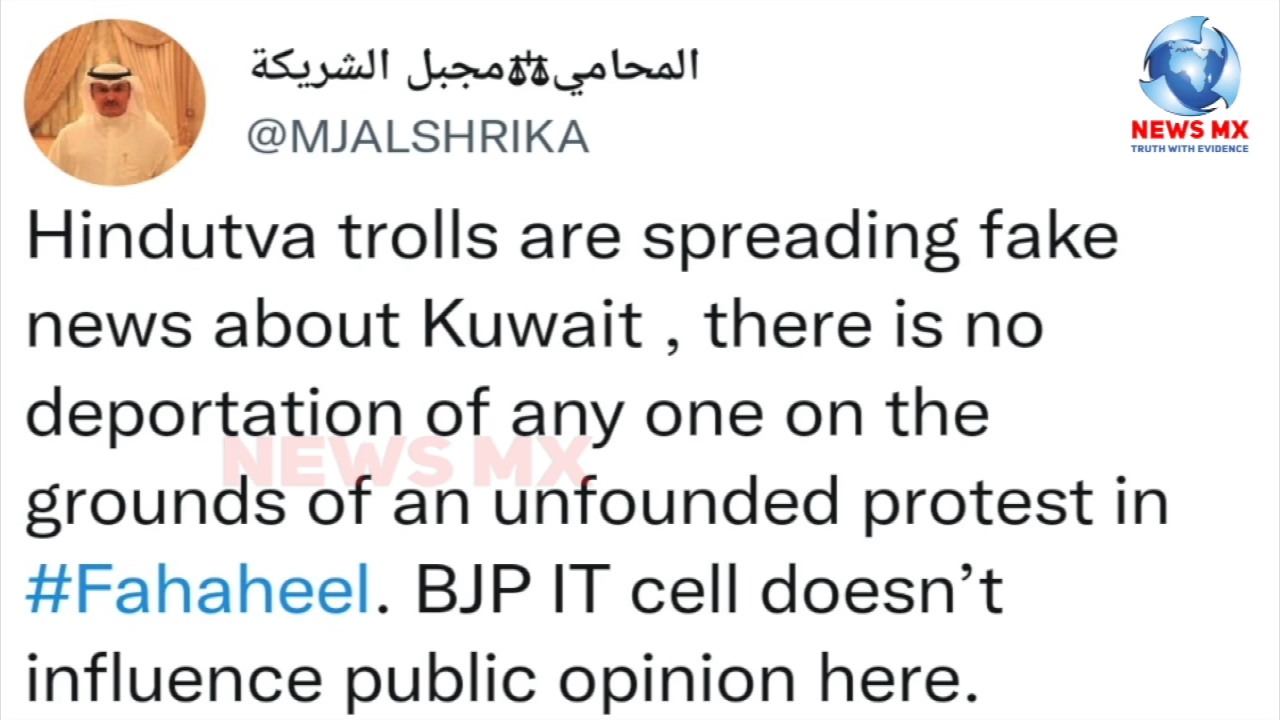 المحامي⚖️⚖️مجبل الشريكة
@MJALSHRIKA
NEWS MX
TRUTH WITH EVIDENCE
Hindutva trolls are spreading fake
news about Kuwait , there is no
deportation of any one on the
NEWS MX
grounds of an unfounded protest in
#Fahaheel. BJP IT cell doesn’t
influence public opinion here.